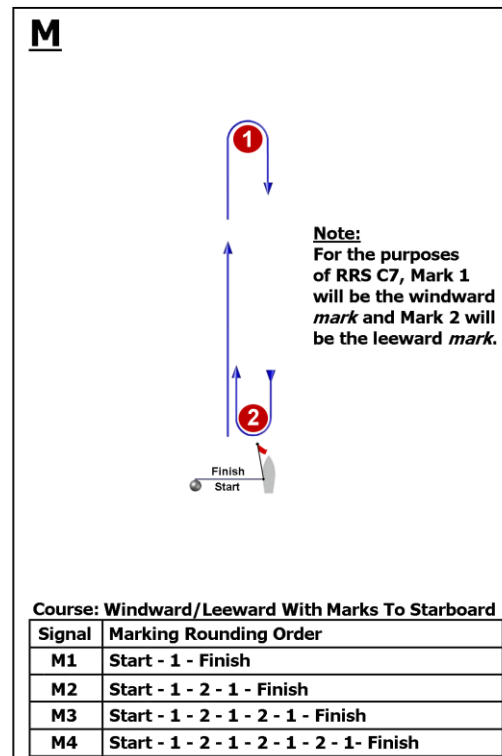 M
1
Note:
For the purposes
of RRS C7, Mark 1
will be the windward
mark and Mark 2 will
be the leeward mark.
2
Finish
Start
Course: Windward/Leeward With Marks To Starboard
Signal Marking Rounding Order
M1 Start - 1 - Finish
M2 Start - 1 - 2 - 1 - Finish
M3 Start - 1 - 2 - 1 - 2 - 1 - Finish
M4 Start - 1 - 2 - 1 - 2 - 1 - 2 - 1- Finish